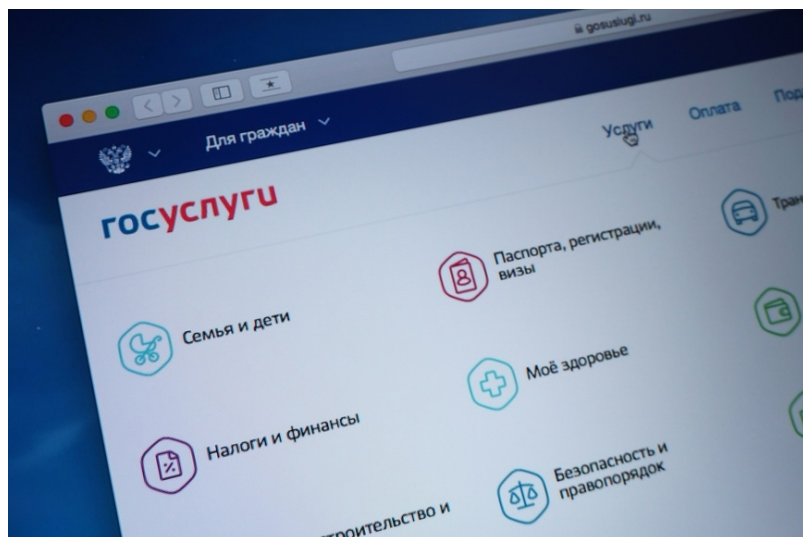 gosuslugi.ru
Для граждан
Услуги Оплата
госуслуги
Паспорта, регистрации,
визы
Семья и дети
Моё здоровье
Налоги и финансы
Безопасность и
правопорядок